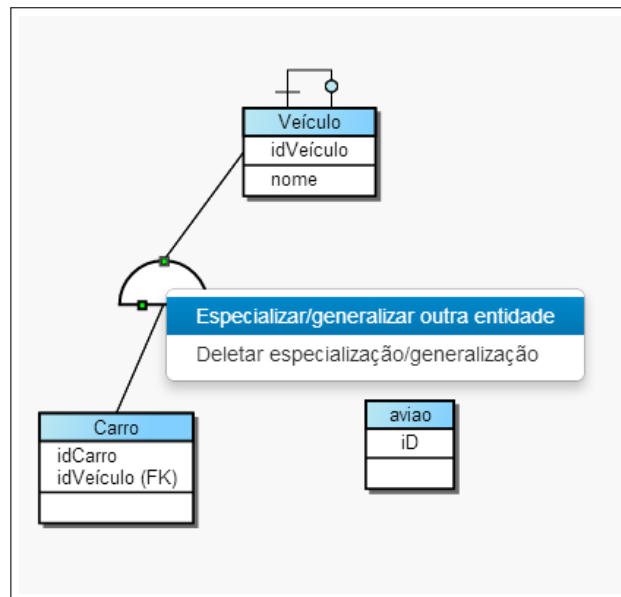 Veículo
idVeículo
nome
Especializar/generalizar outra entidade
Deletar especialização/generalização
Carro
idCarro
idVeículo (FK)
aviao
iD